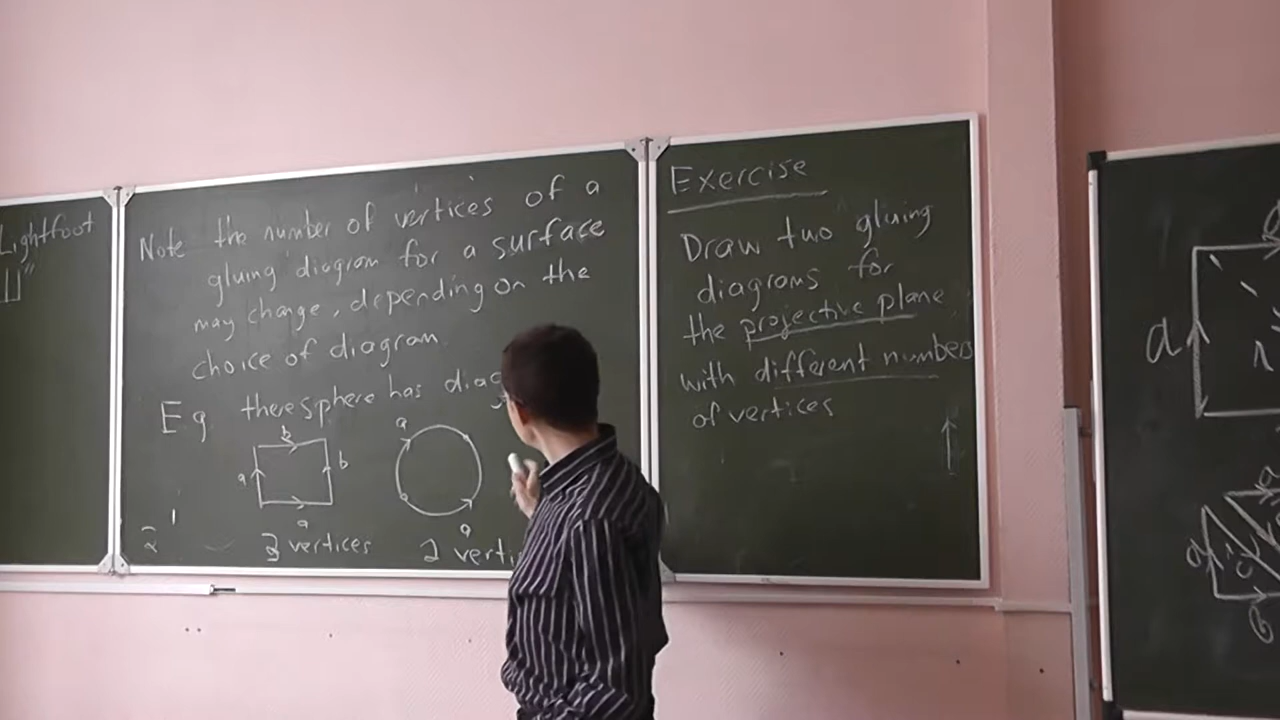 Lightfoot
Note the number of vertices of a
gluing diagram for a surface
may change, depending on the
choice of diagram.
E.g. the sphere has diag
b
a
b
a
a
a
3 vertices
2 verti
Exercise
Draw two gluing
diagrams for
the projective plane
with different numbers
of vertices
a
a